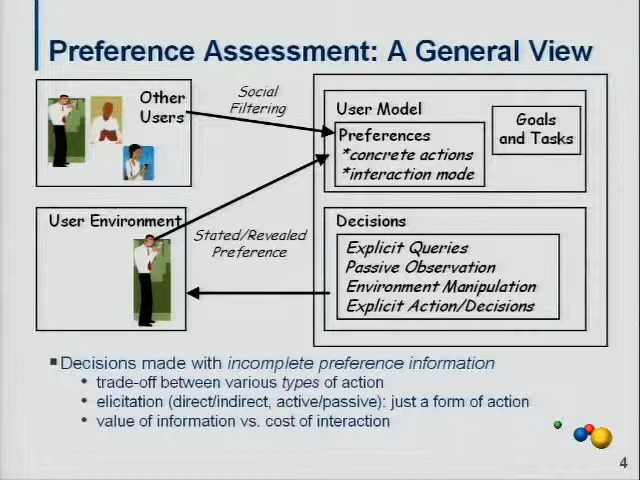 Preference Assessment: A General View
Other
Users
Social
Filtering
User Model
Preferences
*concrete actions
*interaction mode
Goals
and Tasks
User Environment
Stated/Revealed
Preference
Decisions
Explicit Queries
Passive Observation
Environment Manipulation
Explicit Action/Decisions
Decisions made with incomplete preference information
• trade-off between various types of action
• elicitation (direct/indirect, active/passive): just a form of action
• value of information vs. cost of interaction
4